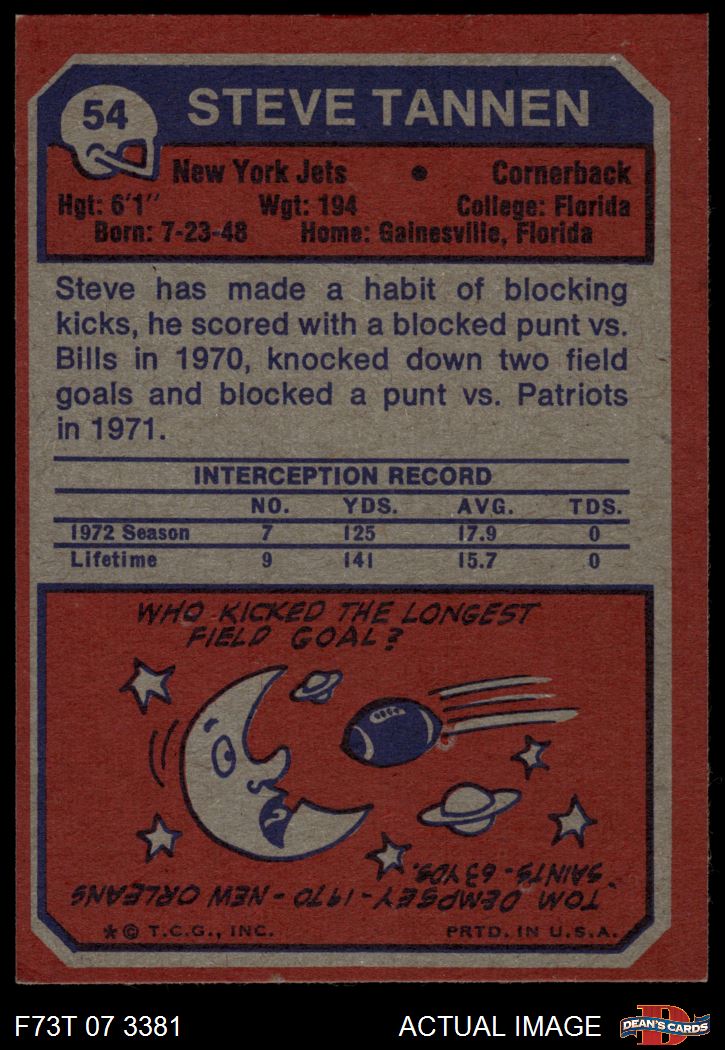 54
STEVE TANNEN
New York Jets • Cornerback
Hgt: 6'1" Wgt: 194 College: Florida
Born: 7-23-48 Home: Gainesville, Florida
Steve has made a habit of blocking
kicks, he scored with a blocked punt vs.
Bills in 1970, knocked down two field
goals and blocked a punt vs. Patriots
in 1971.
INTERCEPTION RECORD
NO. YDS. AVG. TDS.
1972 Season 7 125 17.9 0
Lifetime 9 141 15.7 0
WHO KICKED THE LONGEST
FIELD GOAL?
TOM DEMPSEY-1970-NEW ORLEANS
SAINTS-63 YDS.
*© T.C.G., INC. PRTD. IN U.S.A.
F73T 07 3381 ACTUAL IMAGE
D
DEAN'S CARDS